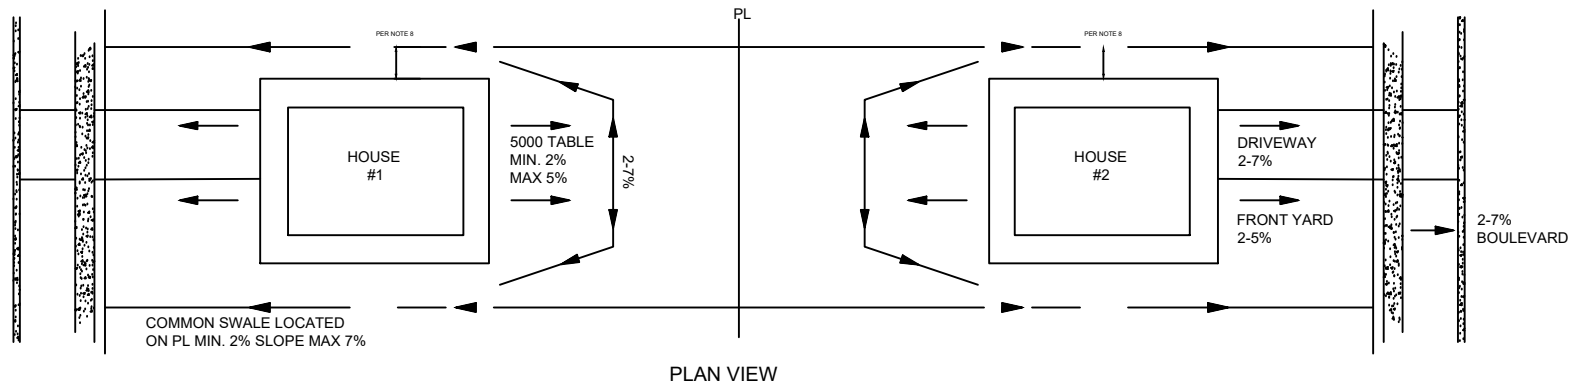 PL
PER NOTE 8
PER NOTE 8
HOUSE
#1
5000 TABLE
MIN. 2%
MAX 5%
2-7%
HOUSE
#2
DRIVEWAY
2-7%
FRONT YARD
2-5%
2-7%
BOULEVARD
COMMON SWALE LOCATED
ON PL MIN. 2% SLOPE MAX 7%
PLAN VIEW